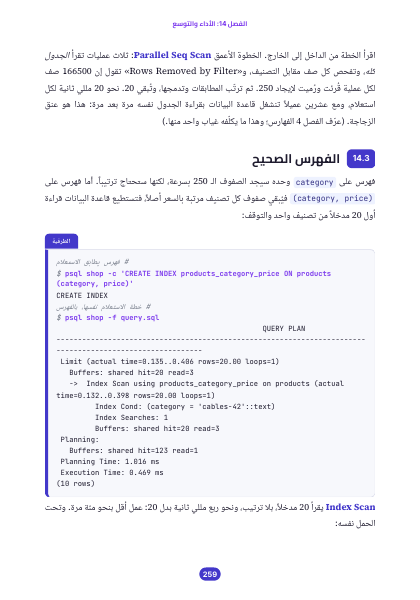 الفصل 14: الأداء والتوسع
اقرأ الخطة من الداخل إلى الخارج. الخطوة الأعمق Parallel Seq Scan: ثلاث عمليات تقرأ الجدول
كله، وتفحص كل صف مقابل التصنيف، و«Rows Removed by Filter» تقول إن 166500 صف
لكل عملية قُرئت ورُميت لإيجاد 250. ثم ترتّب المطابقات وتدمجها، وتُبقي 20. نحو 20 مللي ثانية لكل
استعلام، ومع عشرين عميلاً تنشغل قاعدة البيانات بقراءة الجدول نفسه مرة بعد مرة: هذا هو عنق
الزجاجة. (عرّف الفصل 4 الفهارس؛ وهذا ما يكلّفه غياب واحد منها.)
14.3 الفهرس الصحيح
فهرس على category وحده سيجد الصفوف الـ 250 بسرعة، لكنها ستحتاج ترتيباً. أما فهرس على
(category, price) فيُبقي صفوف كل تصنيف مرتبة بالسعر أصلاً، فتستطيع قاعدة البيانات قراءة
أول 20 مدخلاً من تصنيف واحد والتوقف:
الطرفية
# فهرس يطابق الاستعلام
$ psql shop -c 'CREATE INDEX products_category_price ON products
(category, price)'
CREATE INDEX
# خطة الاستعلام نفسها، بالفهرس
$ psql shop -f query.sql
QUERY PLAN
------------------------------------------------------------------------
----------------------------------
Limit (actual time=0.135..0.406 rows=20.00 loops=1)
Buffers: shared hit=20 read=3
-> Index Scan using products_category_price on products (actual
time=0.132..0.398 rows=20.00 loops=1)
Index Cond: (category = 'cables-42'::text)
Index Searches: 1
Buffers: shared hit=20 read=3
Planning:
Buffers: shared hit=123 read=1
Planning Time: 1.016 ms
Execution Time: 0.469 ms
(10 rows)
Index Scan يقرأ 20 مدخلاً، بلا ترتيب، ونحو ربع مللي ثانية بدل 20: عمل أقل بنحو مئة مرة. وتحت
الحمل نفسه:
259